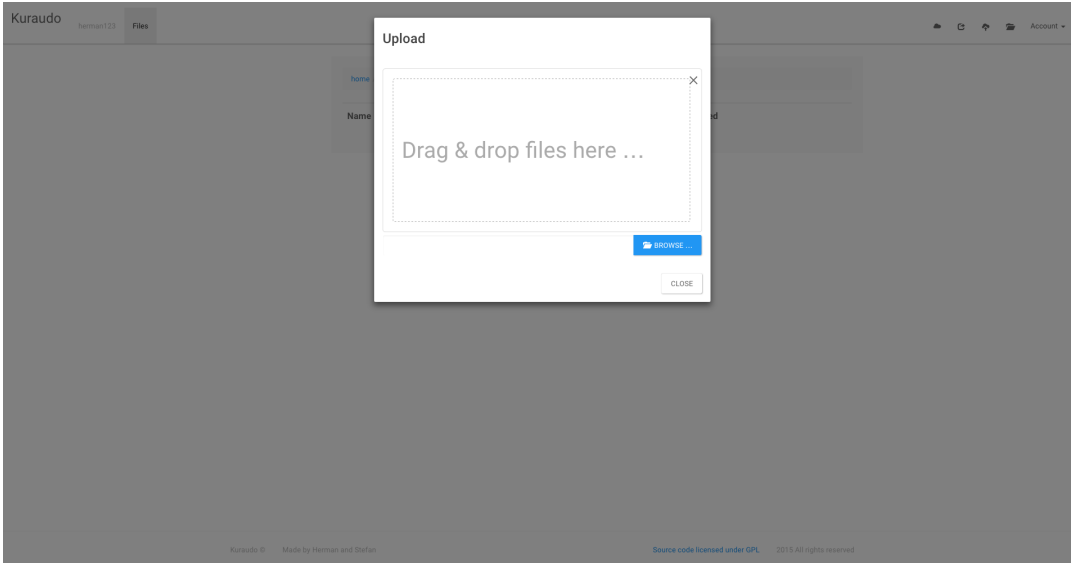 Kuraudo herman123 Files Account
Upload
home
Name
Drag & drop files here ...
BROWSE ...
CLOSE
Kuraudo © Made by Herman and Stefan Source code licensed under GPL 2015 All rights reserved